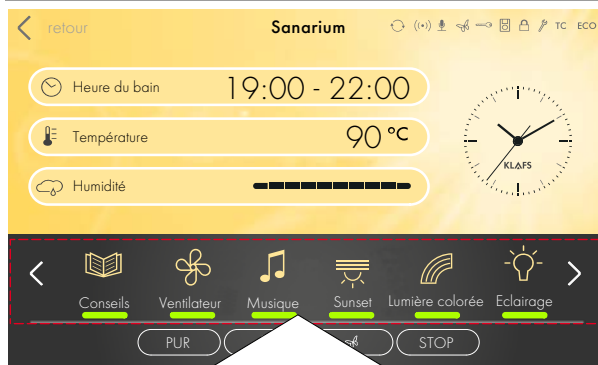 retour Sanarium TC ECO
Heure du bain 19:00 - 22:00
Température 90 °C
KLAFS
Humidité
Conseils Ventilateur Musique Sunset Lumière colorée Eclairage
PUR STOP